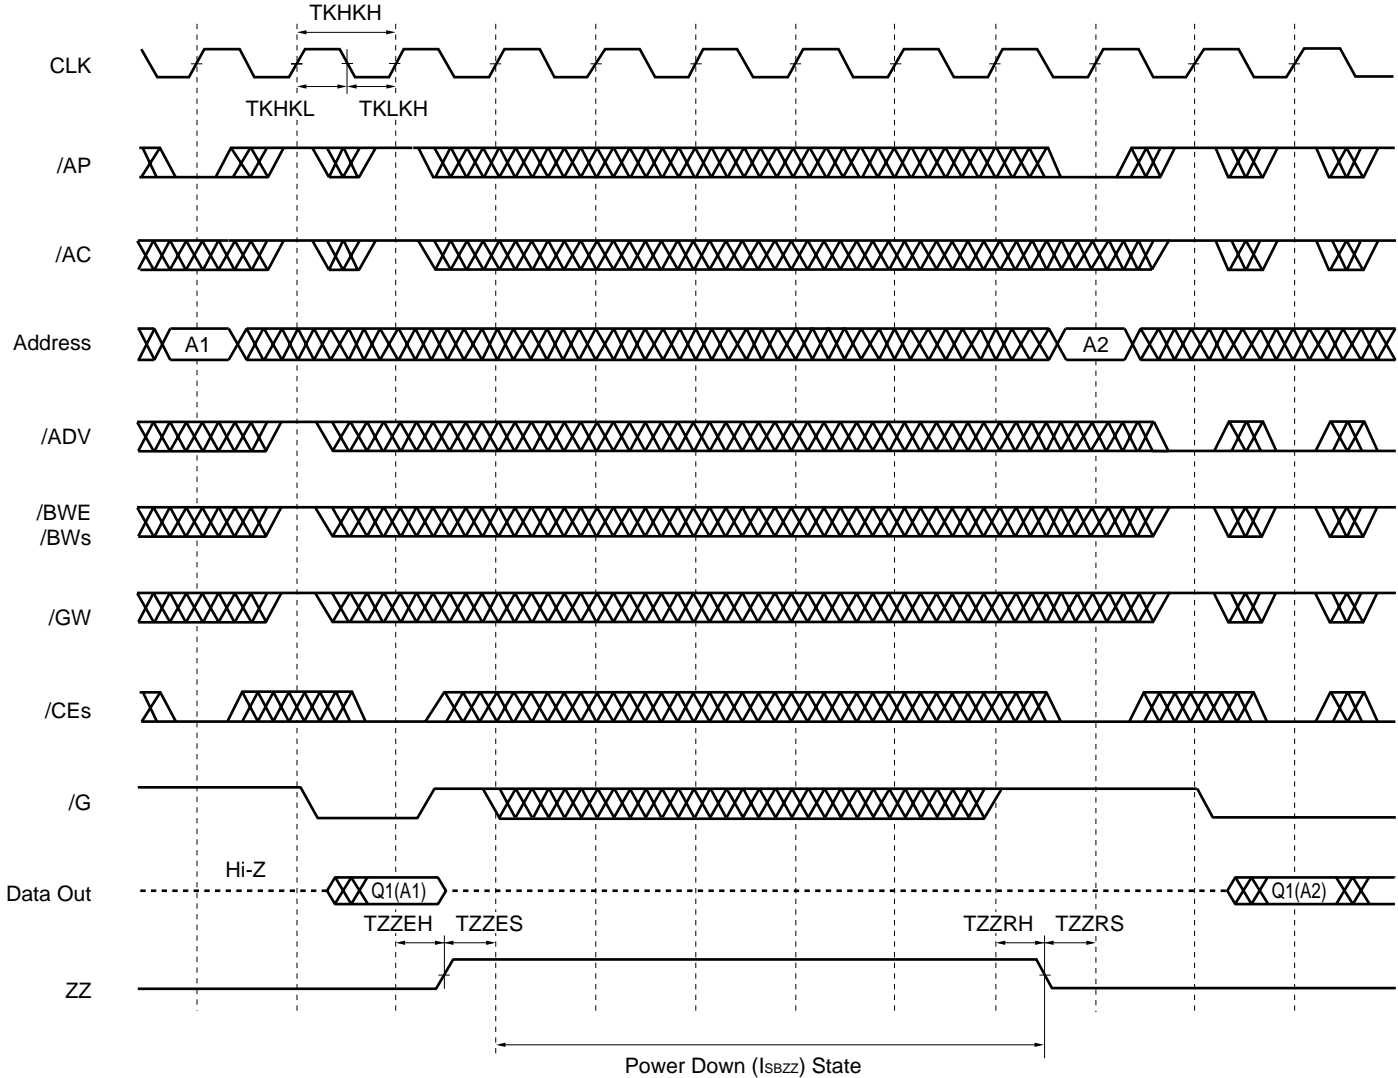 TKHKH
CLK
TKHKL TKLKH
/AP
/AC
Address A1 A2
/ADV
/BWE
/BWs
/GW
/CEs
/G
Hi-Z
Data Out Q1(A1) Q1(A2)
TZZEH TZZES TZZRH TZZRS
ZZ
Power Down (ISBZZ) State